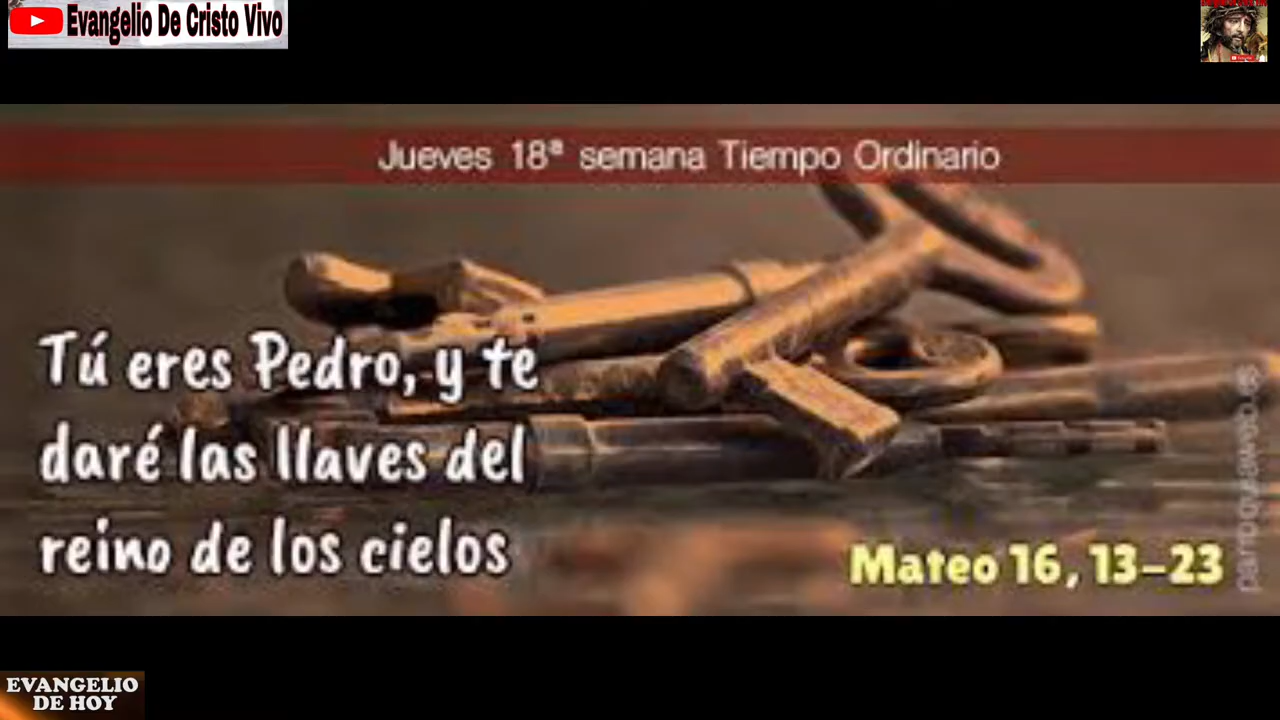 Evangelio De Cristo Vivo
Jueves 18ª semana Tiempo Ordinario
Tú eres Pedro, y te
daré las llaves del
reino de los cielos
Mateo 16, 13-23
EVANGELIO
DE HOY